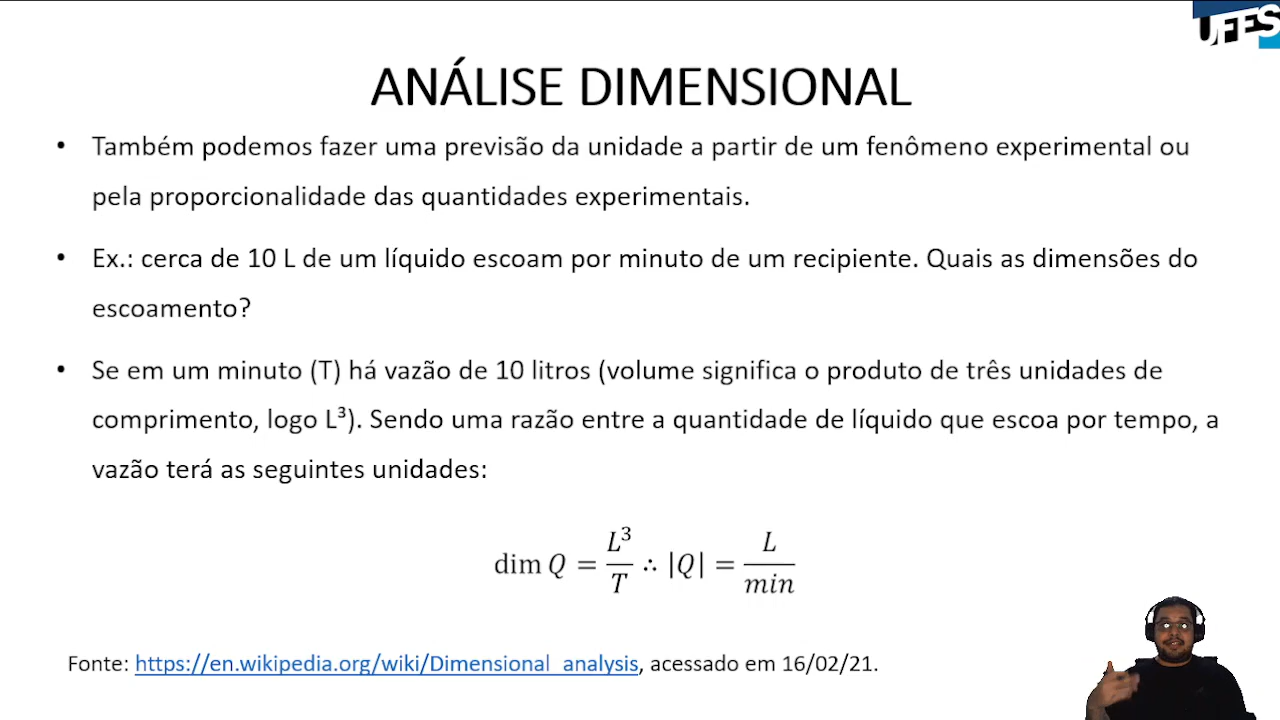 UFES
ANÁLISE DIMENSIONAL
• Também podemos fazer uma previsão da unidade a partir de um fenômeno experimental ou
pela proporcionalidade das quantidades experimentais.
• Ex.: cerca de 10 L de um líquido escoam por minuto de um recipiente. Quais as dimensões do
escoamento?
• Se em um minuto (T) há vazão de 10 litros (volume significa o produto de três unidades de
comprimento, logo L³). Sendo uma razão entre a quantidade de líquido que escoa por tempo, a
vazão terá as seguintes unidades:
dim Q = L³/T ∴ |Q| = L/min
Fonte: https://en.wikipedia.org/wiki/Dimensional_analysis, acessado em 16/02/21.